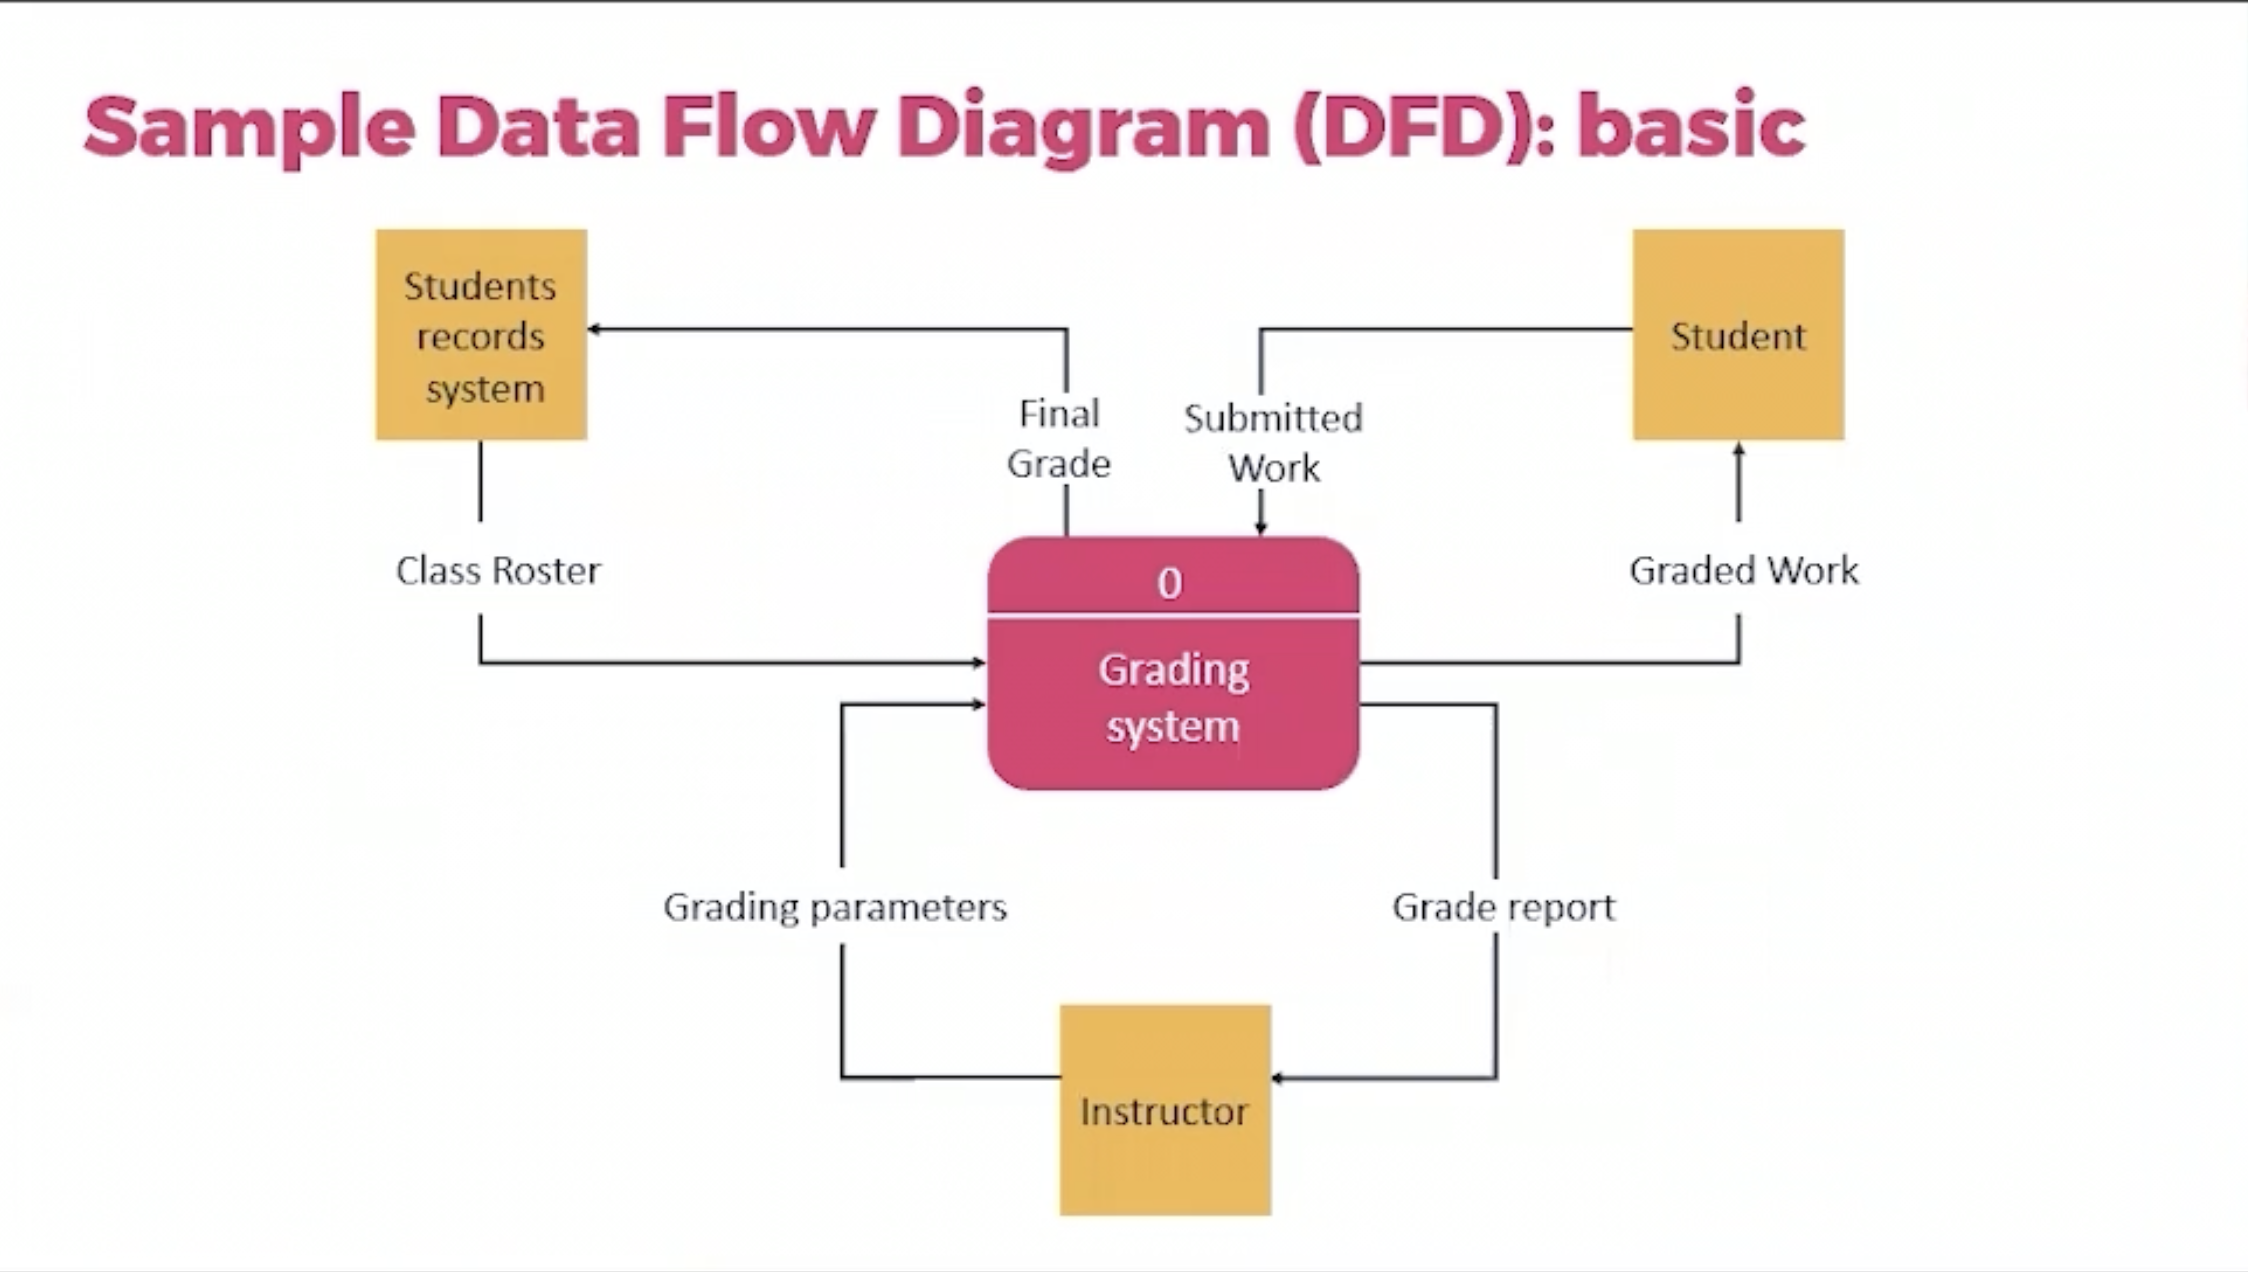 Sample Data Flow Diagram (DFD): basic
Students
records
system
Student
Final
Grade
Submitted
Work
Class Roster
0
Grading
system
Graded Work
Grading parameters
Grade report
Instructor